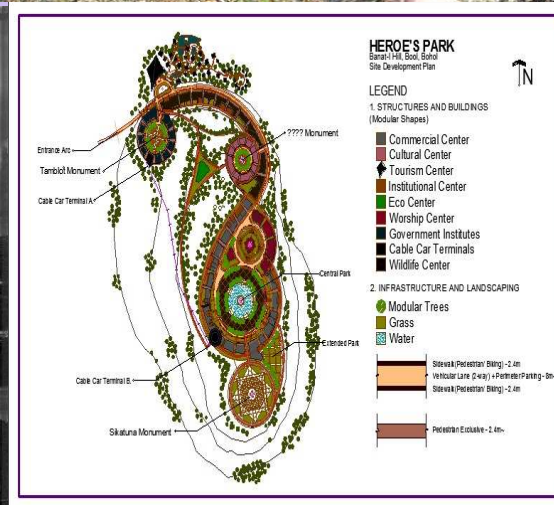 HEROE'S PARK
Banat-I Hill, Bool, Bohol
Site Development Plan
N
LEGEND
1. STRUCTURES AND BUILDINGS
(Modular Shapes)
Commercial Center
Cultural Center
Tourism Center
Institutional Center
Eco Center
Worship Center
Government Institutes
Cable Car Terminals
Wildlife Center
2. INFRASTRUCTURE AND LANDSCAPING
Modular Trees
Grass
Water
Sidewalk (Pedestrian/ Biking) - 2.4m
Vehicular Lane (2-way) + Perimeter Parking - 8m
Sidewalk (Pedestrian/ Biking) - 2.4m
Pedestrian Exclusive - 2.4m
Entrance Arc
Tamblot Monument
Cable Car Terminal A
???? Monument
Central Park
Extended Park
Cable Car Terminal B.
Sikatuna Monument